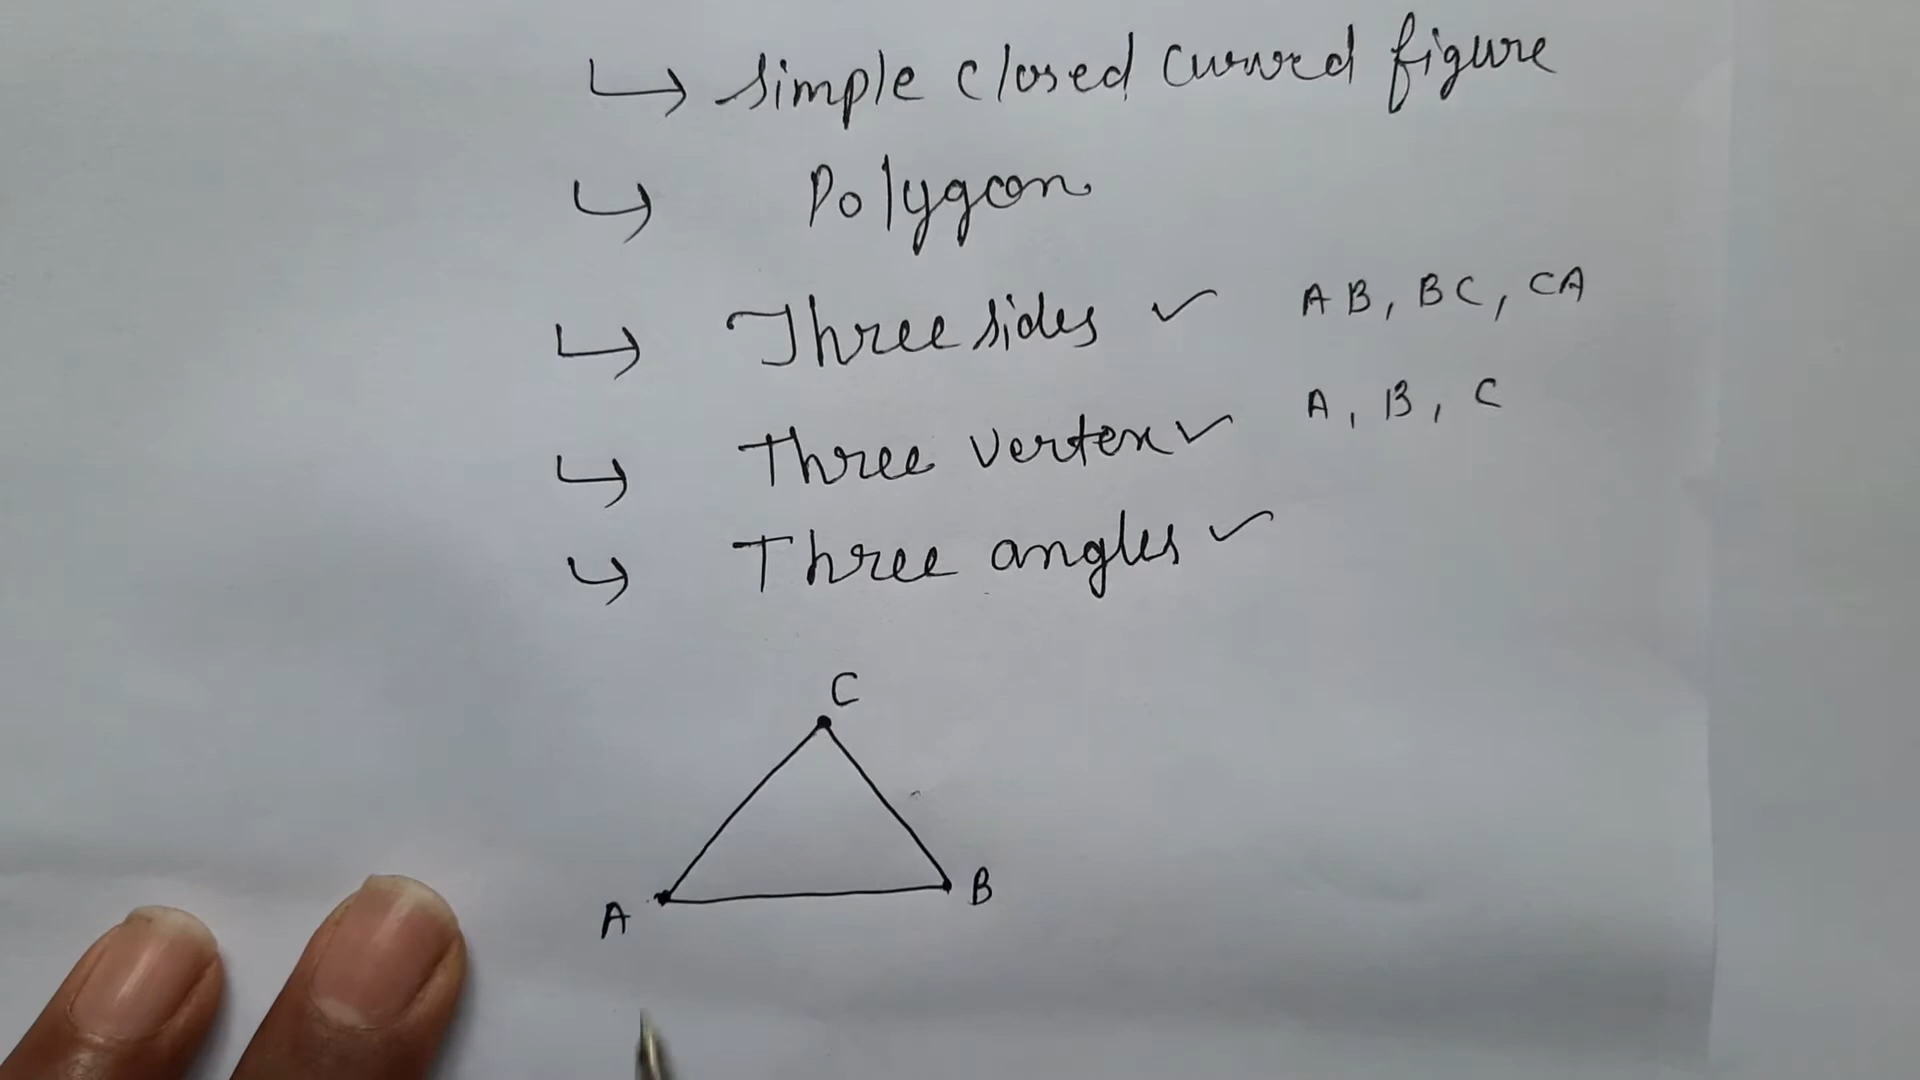 ↳ Simple closed curved figure
↳ Polygon
↳ Three sides ✓ AB, BC, CA
↳ Three vertex ✓ A, B, C
↳ Three angles ✓
C
A
B